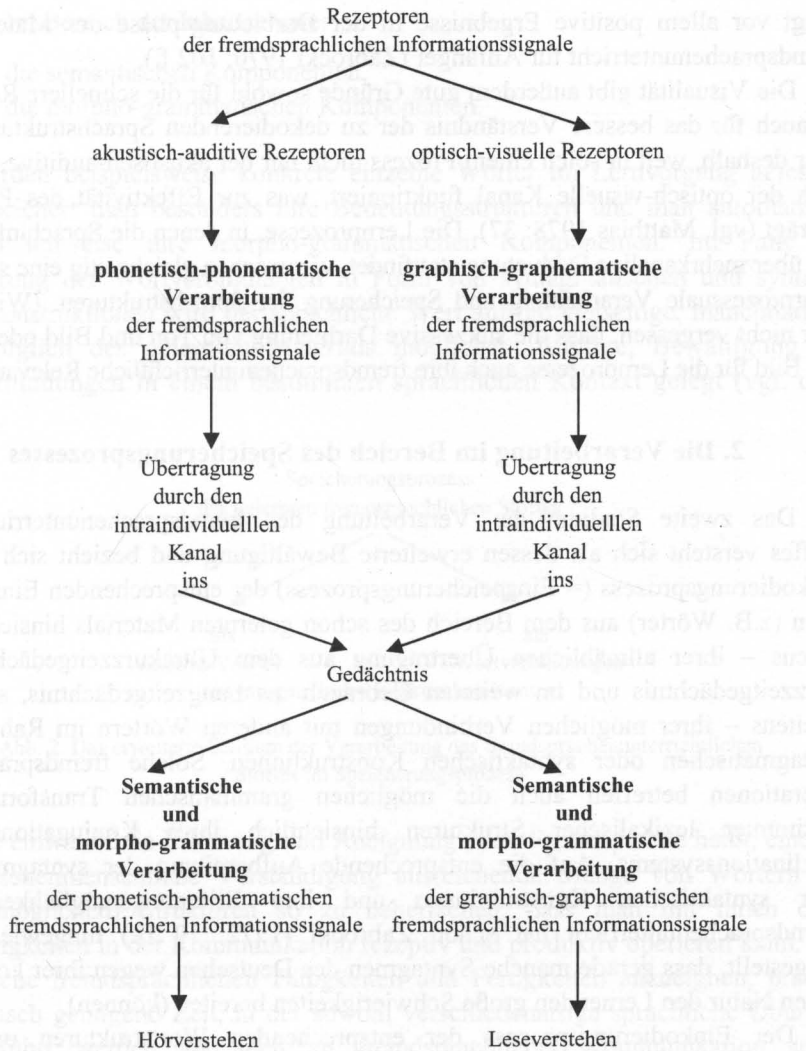 Rezeptoren
der fremdsprachlichen Informationssignale
akustisch-auditive Rezeptoren
optisch-visuelle Rezeptoren
phonetisch-phonematische
Verarbeitung
der fremdsprachlichen
Informationssignale
graphisch-graphematische
Verarbeitung
der fremdsprachlichen
Informationssignale
Übertragung
durch den
intraindividuelllen
Kanal
ins
Übertragung
durch den
intraindividuelllen
Kanal
ins
Gedächtnis
Semantische
und
morpho-grammatische
Verarbeitung
der phonetisch-phonematischen
fremdsprachlichen Informationssignale
Semantische
und
morpho-grammatische
Verarbeitung
der graphisch-graphematischen
fremdsprachlichen Informationssignale
Hörverstehen
Leseverstehen